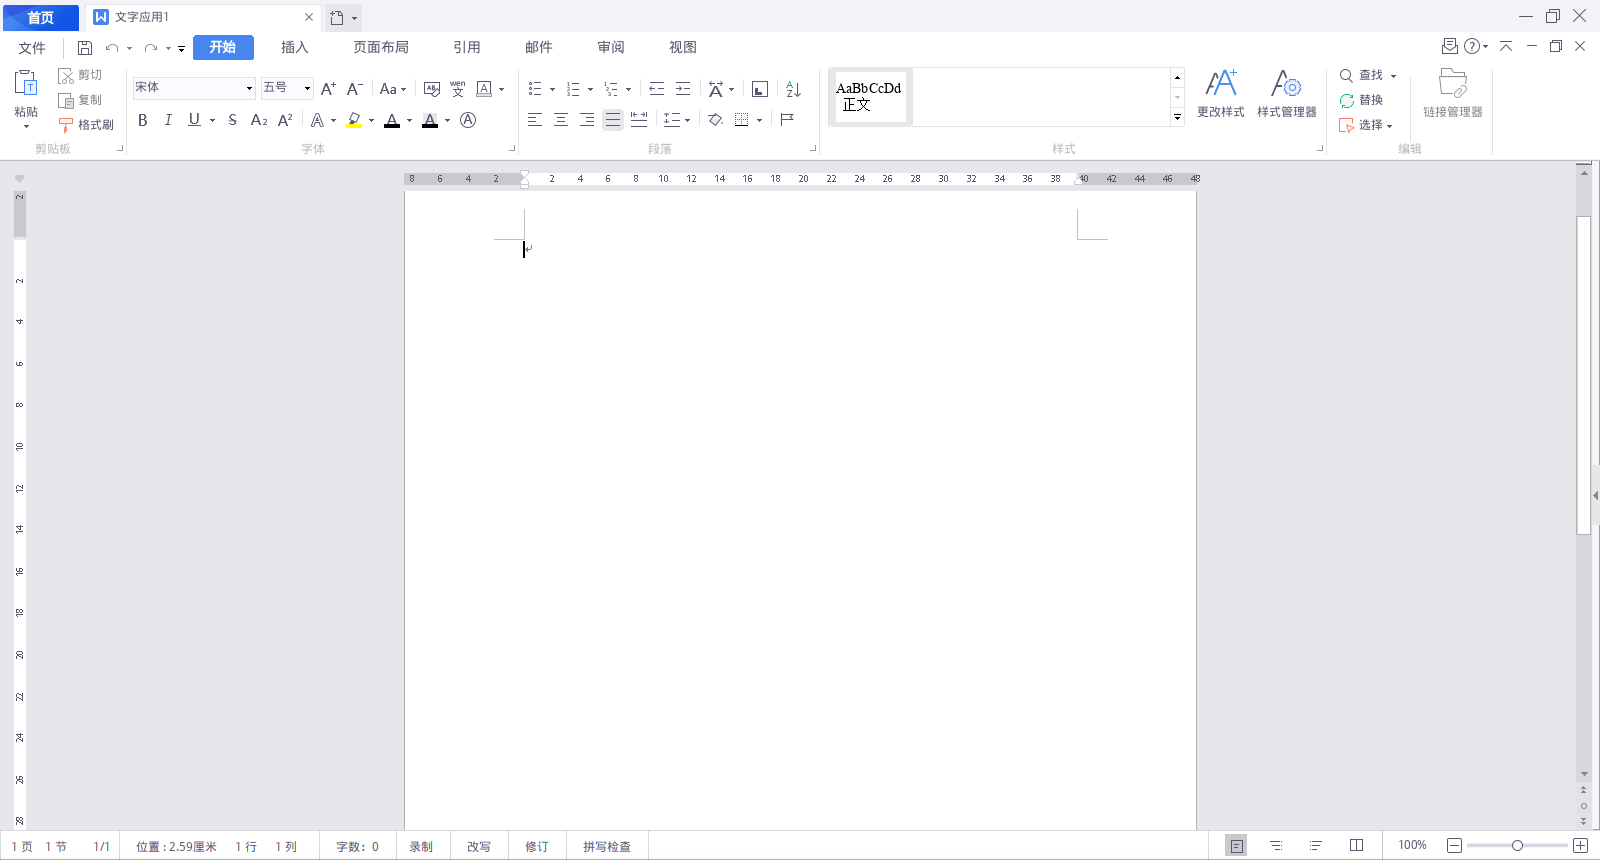 首页 文字应用1
文件 开始 插入 页面布局 引用 邮件 审阅 视图
粘贴 剪切 复制 格式刷
宋体 五号
AaBbCcDd
正文
更改样式 样式管理器
查找
替换
选择
链接管理器
剪贴板 字体 段落 样式 编辑
8 6 4 2 2 4 6 8 10 12 14 16 18 20 22 24 26 28 30 32 34 36 38 40 42 44 46 48
2
2
4
6
8
10
12
14
16
18
20
22
24
26
28
1 页 1 节 1/1 位置 : 2.59厘米 1 行 1 列 字数: 0 录制 改写 修订 拼写检查 100%